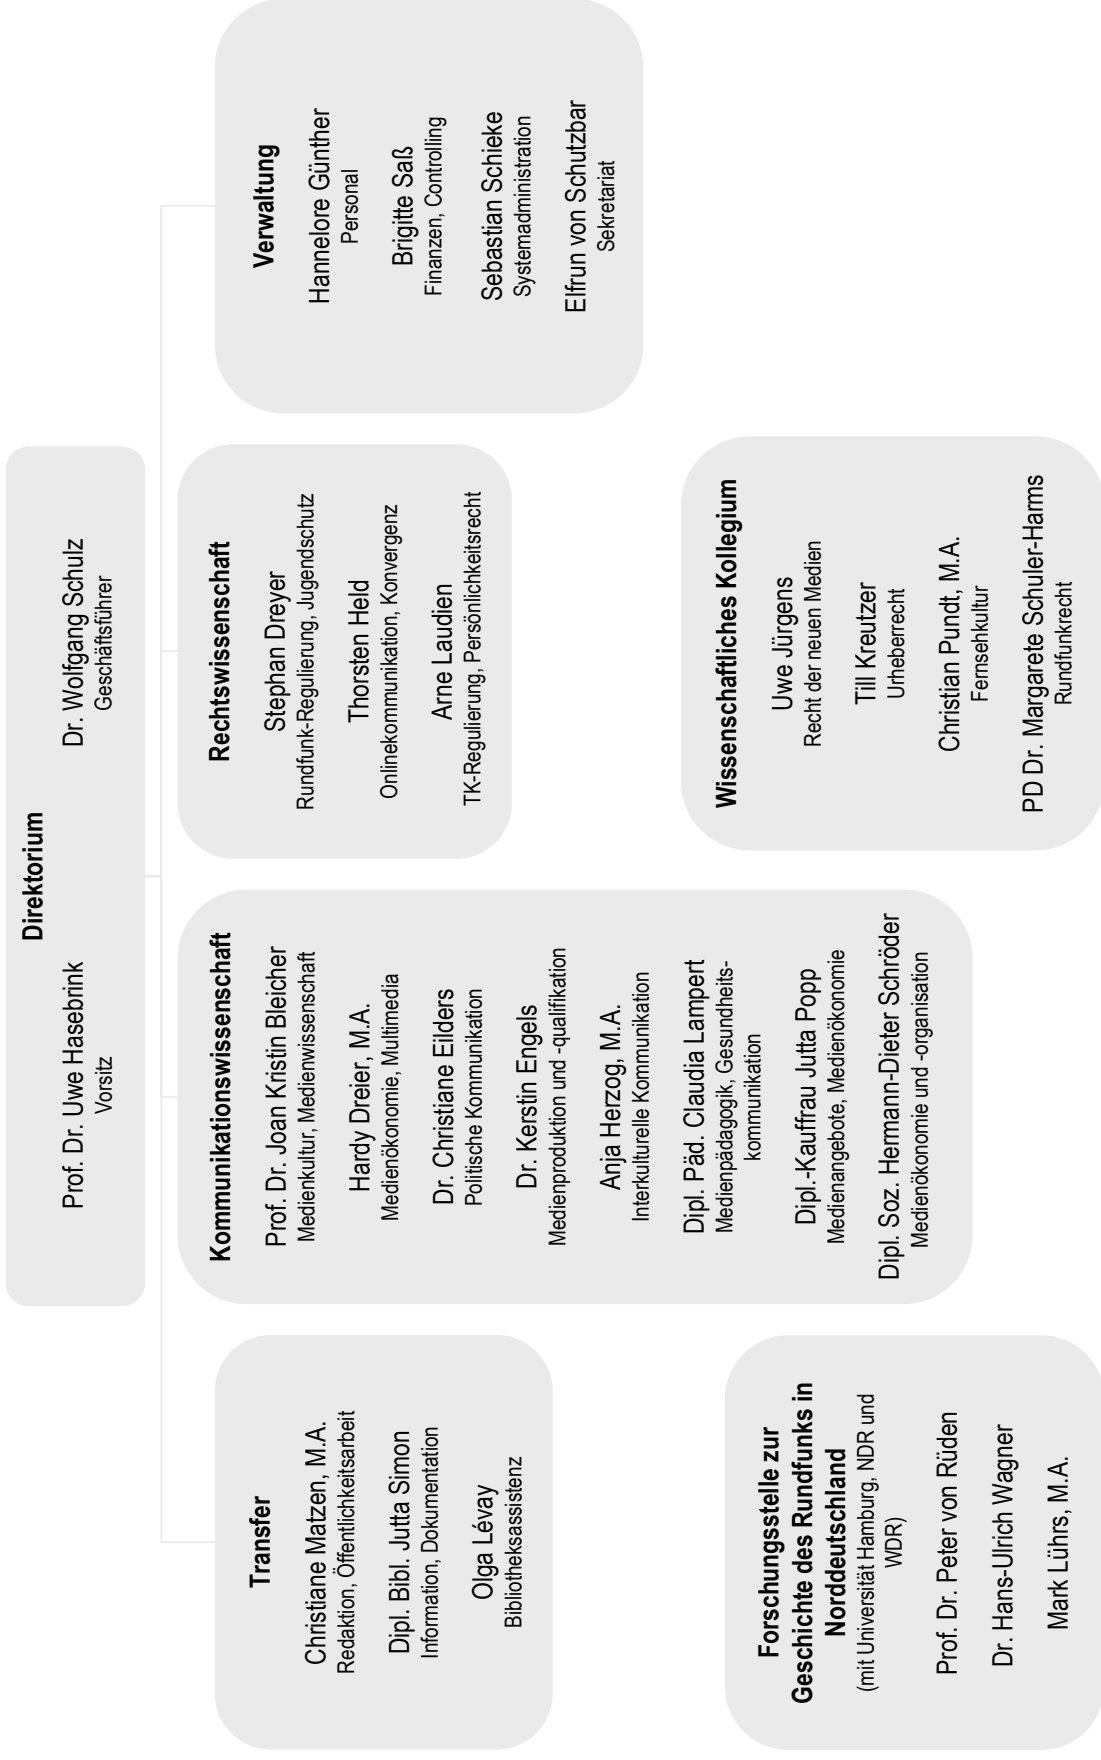 Direktorium
Prof. Dr. Uwe Hasebrink
Vorsitz
Dr. Wolfgang Schulz
Geschäftsführer
Transfer
Christiane Matzen, M.A.
Redaktion, Öffentlichkeitsarbeit
Dipl. Bibl. Jutta Simon
Information, Dokumentation
Olga Lévay
Bibliotheksassistenz
Kommunikationswissenschaft
Prof. Dr. Joan Kristin Bleicher
Medienkultur, Medienwissenschaft
Hardy Dreier, M.A.
Medienökonomie, Multimedia
Dr. Christiane Eilders
Politische Kommunikation
Dr. Kerstin Engels
Medienproduktion und -qualifikation
Anja Herzog, M.A.
Interkulturelle Kommunikation
Dipl. Päd. Claudia Lampert
Medienpädagogik, Gesundheits-
kommunikation
Dipl.-Kauffrau Jutta Popp
Medienangebote, Medienökonomie
Dipl. Soz. Hermann-Dieter Schröder
Medienökonomie und -organisation
Rechtswissenschaft
Stephan Dreyer
Rundfunk-Regulierung, Jugendschutz
Thorsten Held
Onlinekommunikation, Konvergenz
Arne Laudien
TK-Regulierung, Persönlichkeitsrecht
Verwaltung
Hannelore Günther
Personal
Brigitte Saß
Finanzen, Controlling
Sebastian Schieke
Systemadministration
Elfrun von Schutzbar
Sekretariat
Forschungsstelle zur
Geschichte des Rundfunks in
Norddeutschland
(mit Universität Hamburg, NDR und
WDR)
Prof. Dr. Peter von Rüden
Dr. Hans-Ulrich Wagner
Mark Lührs, M.A.
Wissenschaftliches Kollegium
Uwe Jürgens
Recht der neuen Medien
Till Kreutzer
Urheberrecht
Christian Pundt, M.A.
Fernsehkultur
PD Dr. Margarete Schuler-Harms
Rundfunkrecht